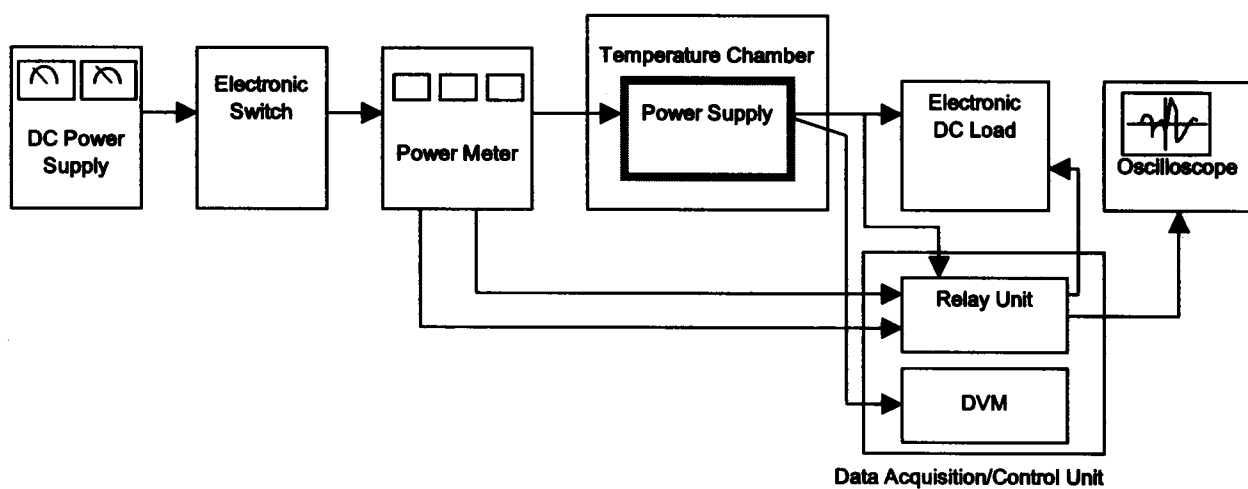 DC Power
Supply
Electronic
Switch
Power Meter
Temperature Chamber
Power Supply
Electronic
DC Load
Oscilloscope
Relay Unit
DVM
Data Acquisition/Control Unit